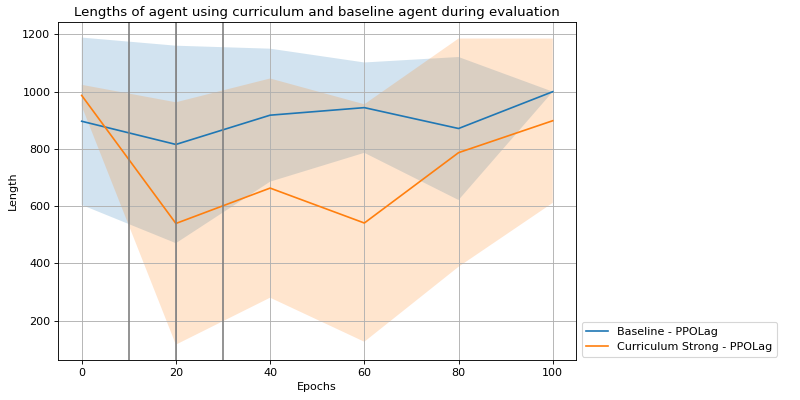 Lengths of agent using curriculum and baseline agent during evaluation
1200
1000
800
600
400
200
Length
0 20 40 60 80 100
Epochs
Baseline - PPOLag
Curriculum Strong - PPOLag